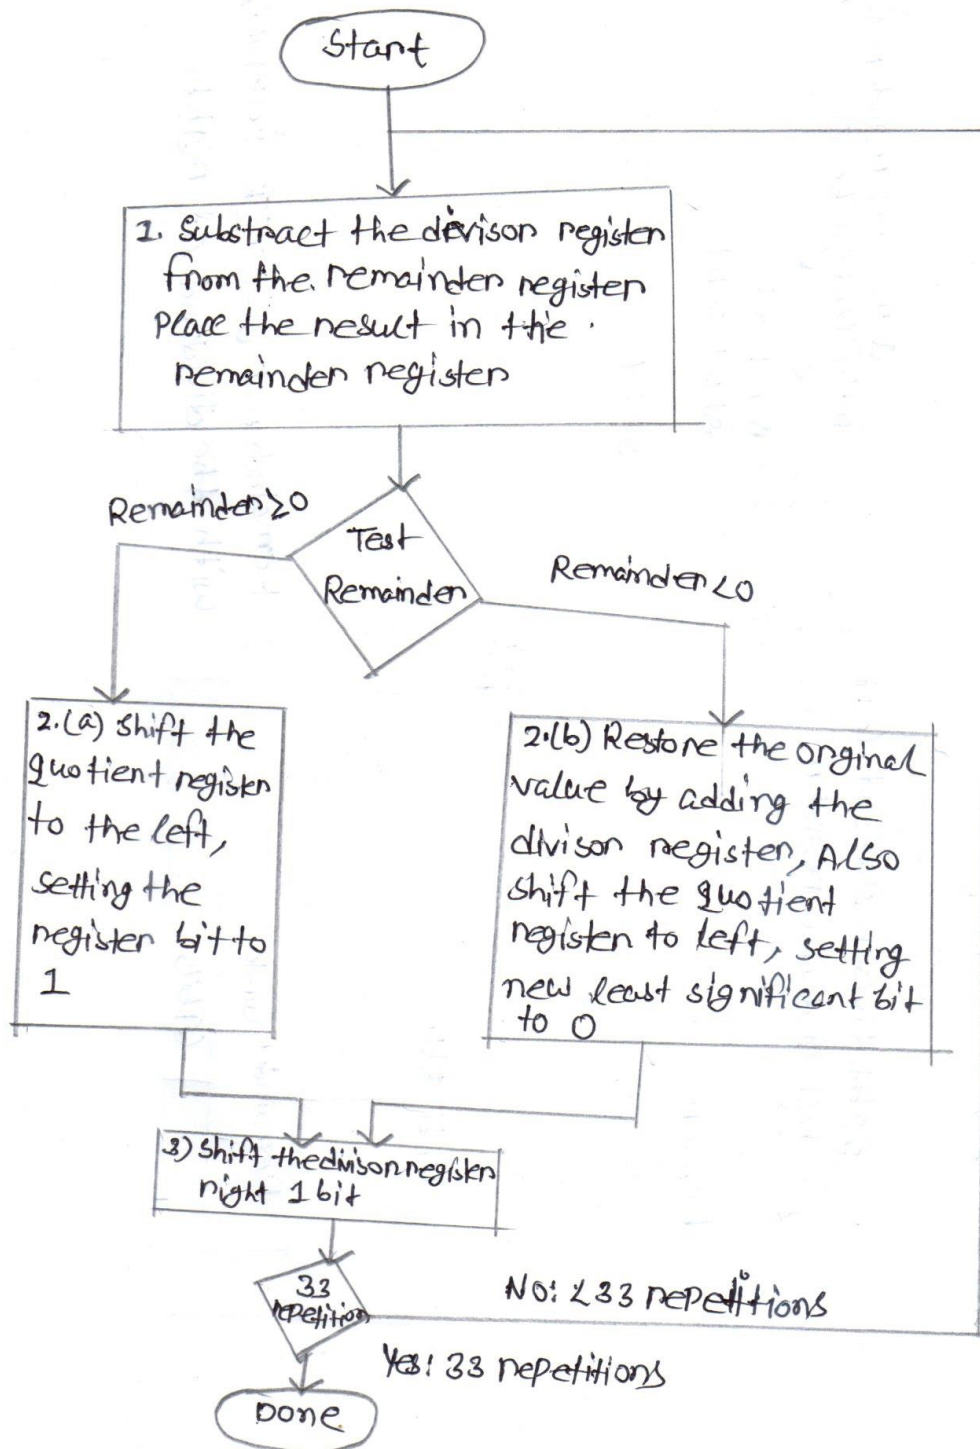 Start
1. Substract the divison register
from the remainder register
Place the result in the
remainder register
Remainder≥0
Test
Remainder
Remainder<0
2.(a) Shift the
quotient register
to the left,
setting the
register bit to
1
2.(b) Restore the orginal
value by adding the
divison register, Also
shift the quotient
register to left, setting
new least significant bit
to 0
3) Shift the divison register
right 1 bit
33
repetition
No: <33 repetitions
Yes: 33 repetitions
Done